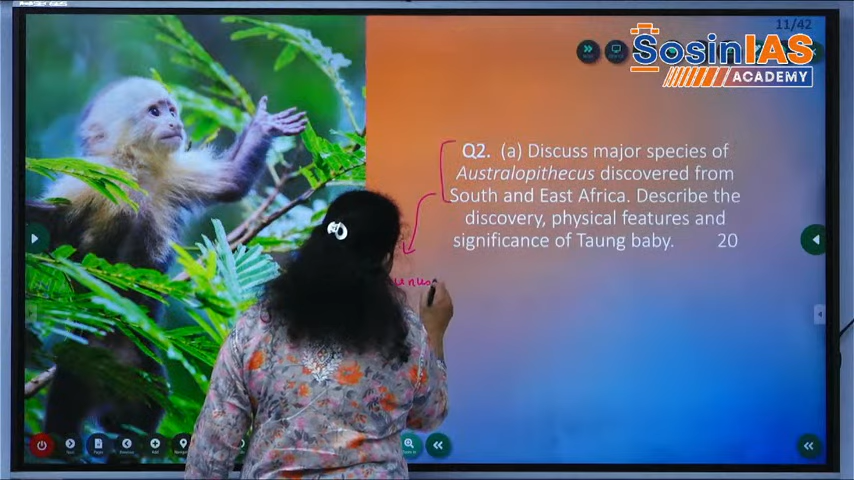 11/42
SosinIAS
ACADEMY
Q2. (a) Discuss major species of
Australopithecus discovered from
South and East Africa. Describe the
discovery, physical features and
significance of Taung baby. 20